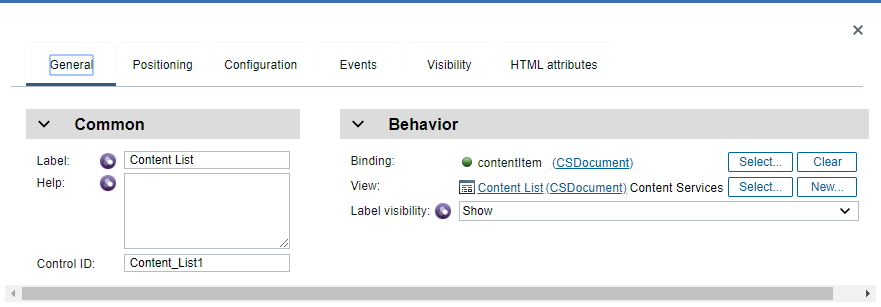 General Positioning Configuration Events Visibility HTML attributes
Common
Label: Content List
Help:
Control ID: Content_List1
Behavior
Binding: contentItem (CSDocument) Select... Clear
View: Content List (CSDocument) Content Services Select... New...
Label visibility: Show